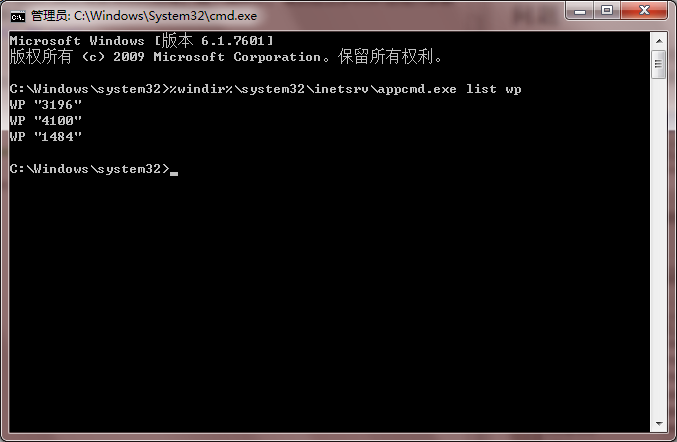 管理员: C:\Windows\System32\cmd.exe
Microsoft Windows [版本 6.1.7601]
版权所有 (c) 2009 Microsoft Corporation。保留所有权利。
C:\Windows\system32>%windir%\system32\inetsrv\appcmd.exe list wp
WP "3196"
WP "4100"
WP "1484"
C:\Windows\system32>